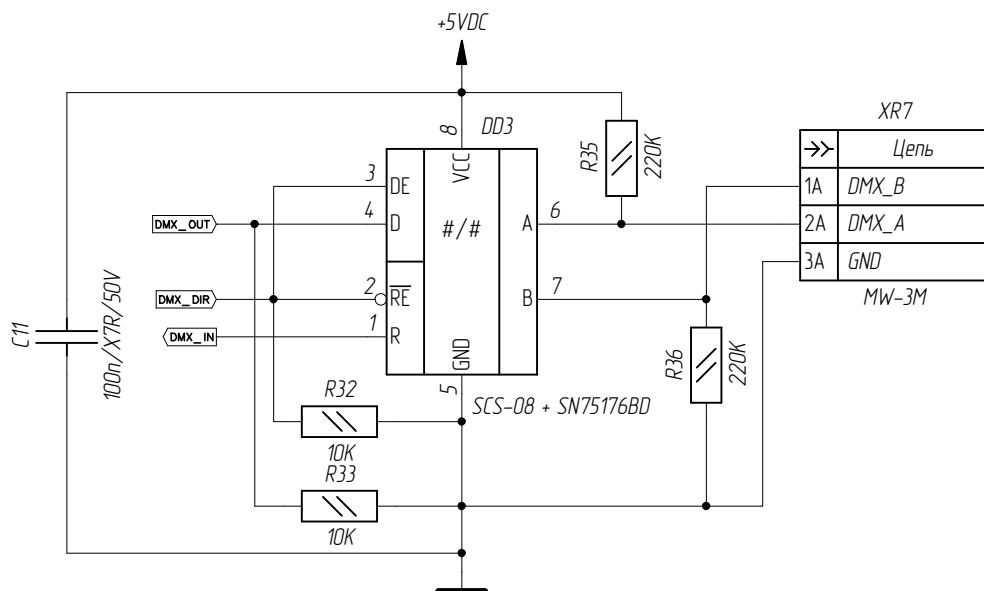 +5VDC
XR7
Цепь
1A DMX_B
2A DMX_A
3A GND
MW-3M
DD3
8
VCC
R35
220K
3
DE
DMX_OUT
4
D
#/#
A
6
DMX_DIR
2
RE
B
7
DMX_IN
1
R
GND
5
C11
100n/X7R/50V
R36
220K
SCS-08 + SN75176BD
R32
10K
R33
10K